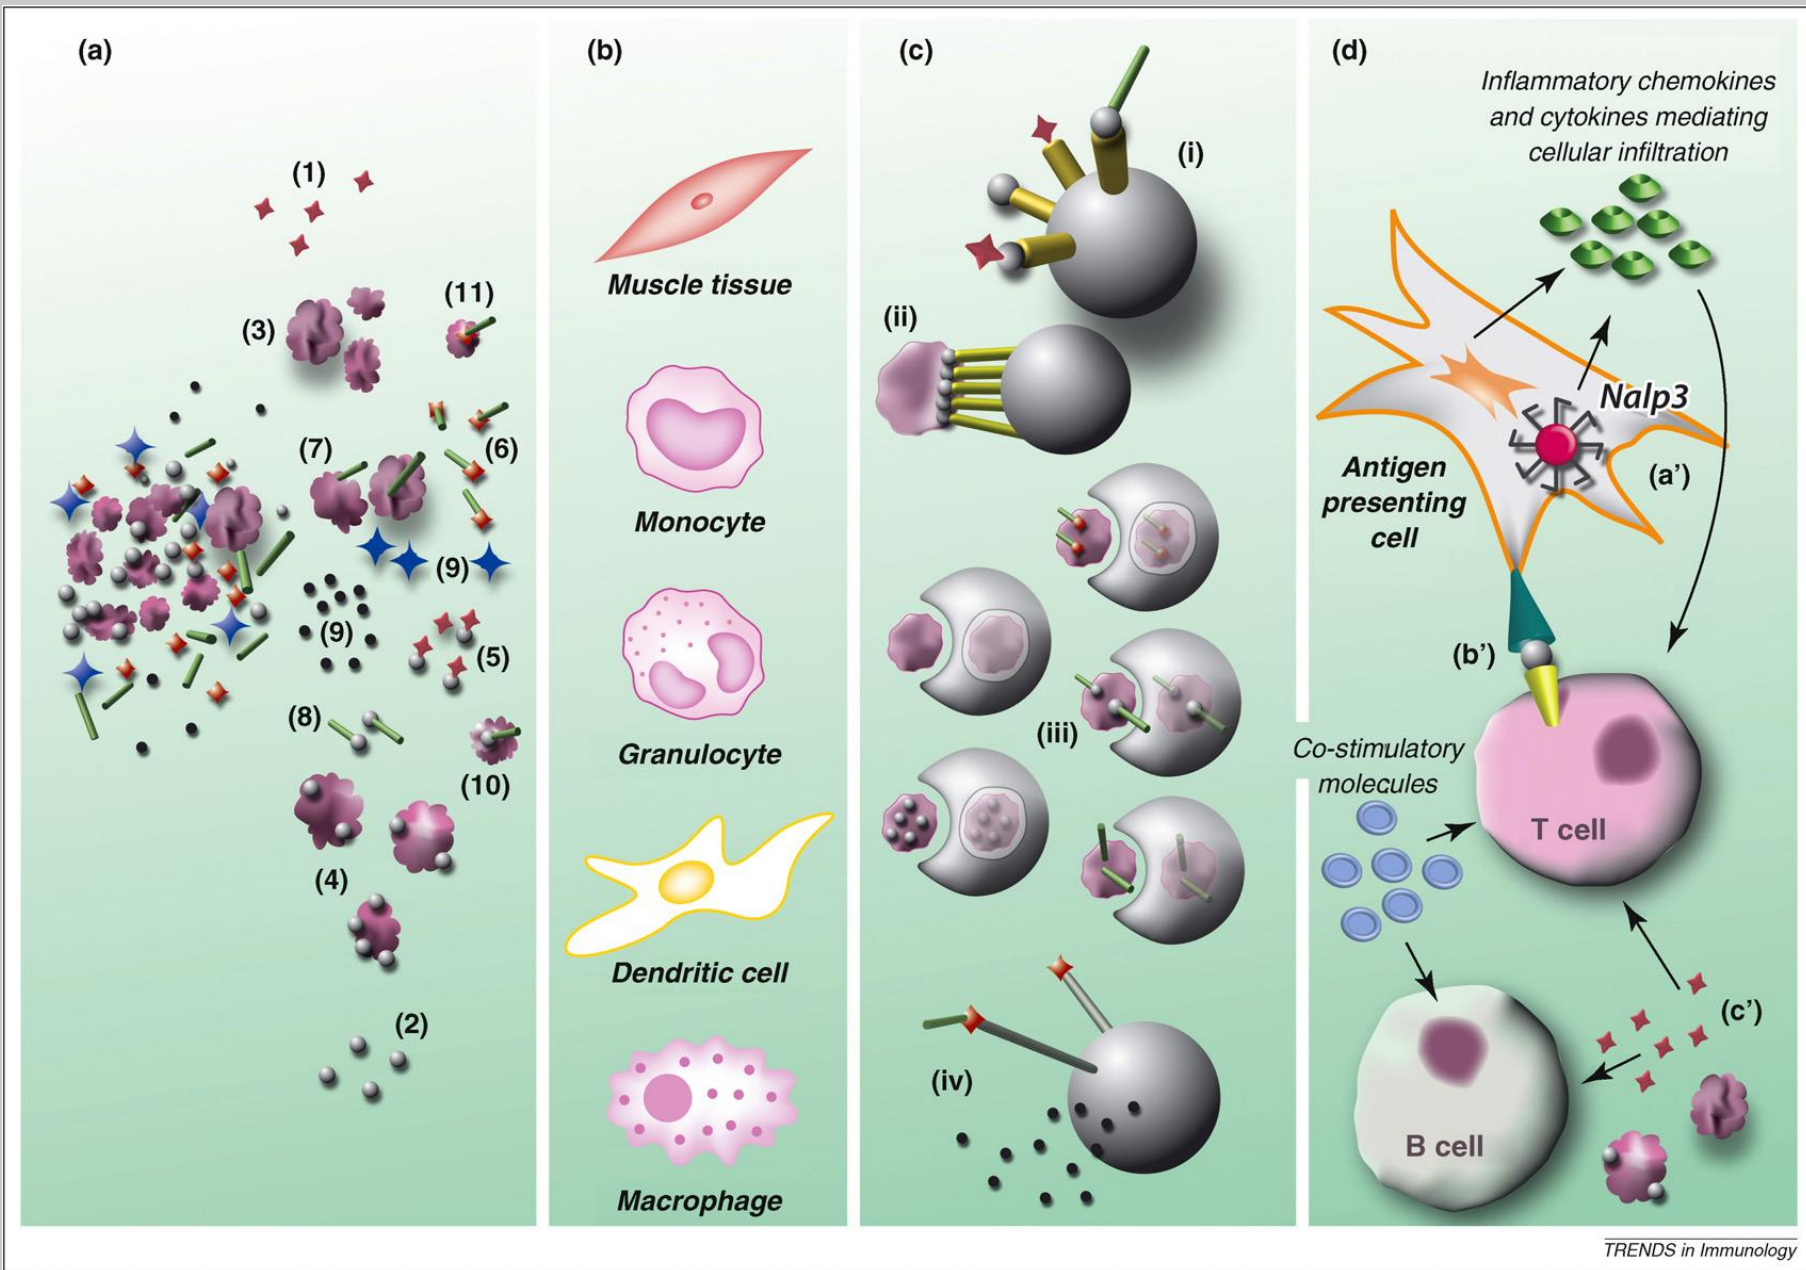 (a)
(1)
(11)
(3)
(7)
(6)
(9)
(9)
(5)
(8)
(10)
(4)
(2)
(b)
Muscle tissue
Monocyte
Granulocyte
Dendritic cell
Macrophage
(c)
(i)
(ii)
(iii)
(iv)
(d)
Inflammatory chemokines
and cytokines mediating
cellular infiltration
Nalp3
Antigen
presenting
cell
(a’)
(b’)
Co-stimulatory
molecules
T cell
(c’)
B cell
TRENDS in Immunology